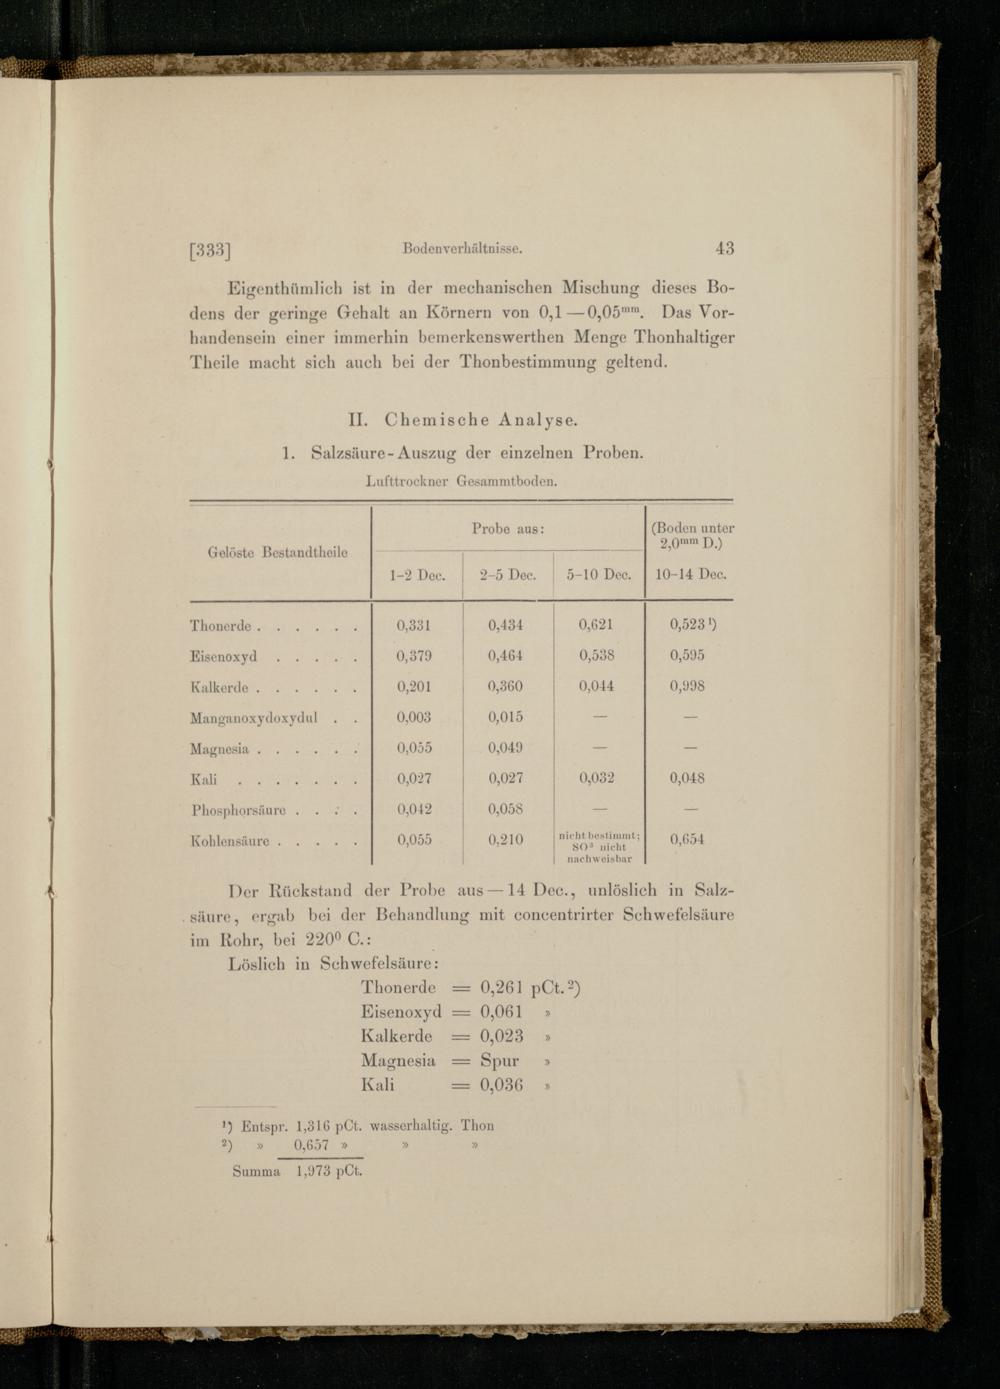 [333] Bodenverhältnisse. 43
Eigenthümlich ist in der mechanischen Mischung dieses Bo-
dens der geringe Gehalt an Körnern von 0,1—0,05mm. Das Vor-
handensein einer immerhin bemerkenswerthen Menge Thonhaltiger
Theile macht sich auch bei der Thonbestimmung geltend.
II. Chemische Analyse.
1. Salzsäure-Auszug der einzelnen Proben.
Lufttrockner Gesammtboden.
Gelöste Bestandtheile
Probe aus:
(Boden unter
2,0mm D.)
1-2 Dec. 2-5 Dec. 5-10 Dec. 10-14 Dec.
Thonerde . . . . . . 0,331 0,434 0,621 0,523 ¹)
Eisenoxyd . . . . . 0,379 0,464 0,538 0,595
Kalkerde . . . . . . 0,201 0,360 0,044 0,998
Manganoxydoxydul . . 0,003 0,015 — —
Magnesia . . . . . . 0,055 0,049 — —
Kali . . . . . . . 0,027 0,027 0,032 0,048
Phosphorsäure . . . . 0,042 0,058 — —
Kohlensäure . . . . . 0,055 0,210 nicht bestimmt; 0,654
SO³ nicht
nachweisbar
Der Rückstand der Probe aus—14 Dec., unlöslich in Salz-
säure, ergab bei der Behandlung mit concentrirter Schwefelsäure
im Rohr, bei 220⁰ C.:
Löslich in Schwefelsäure:
Thonerde = 0,261 pCt.²)
Eisenoxyd = 0,061 »
Kalkerde = 0,023 »
Magnesia = Spur »
Kali = 0,036 »
¹) Entspr. 1,316 pCt. wasserhaltig. Thon
²) » 0,657 » » »
Summa 1,973 pCt.